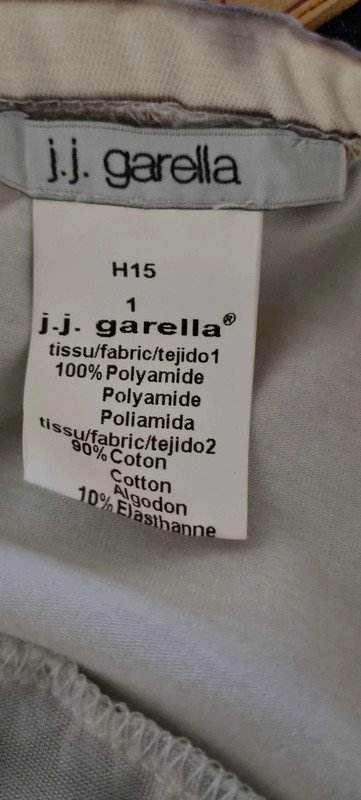 j.j. garella
H15
1
j.j. garella®
tissu/fabric/tejido1
100% Polyamide
Polyamide
Poliamida
tissu/fabric/tejido2
90% Coton
Cotton
Algodon
10% Elasthanne